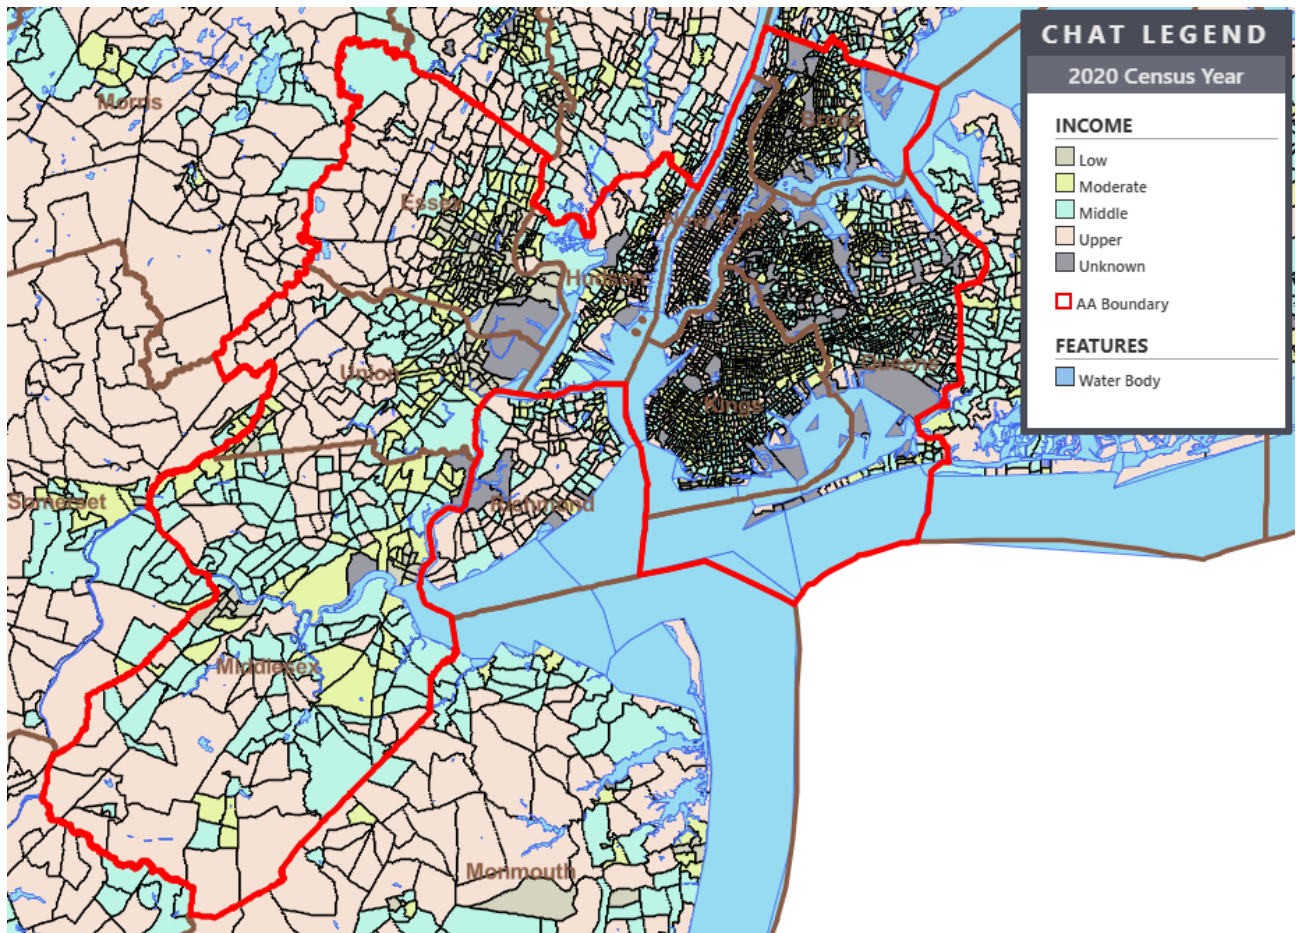 CHAT LEGEND
2020 Census Year
INCOME
Low
Moderate
Middle
Upper
Unknown
AA Boundary
FEATURES
Water Body
Morris
Bronx
Essex
New York
Hudson
Union
Queens
Kings
Somerset
Richmond
Middlesex
Monmouth